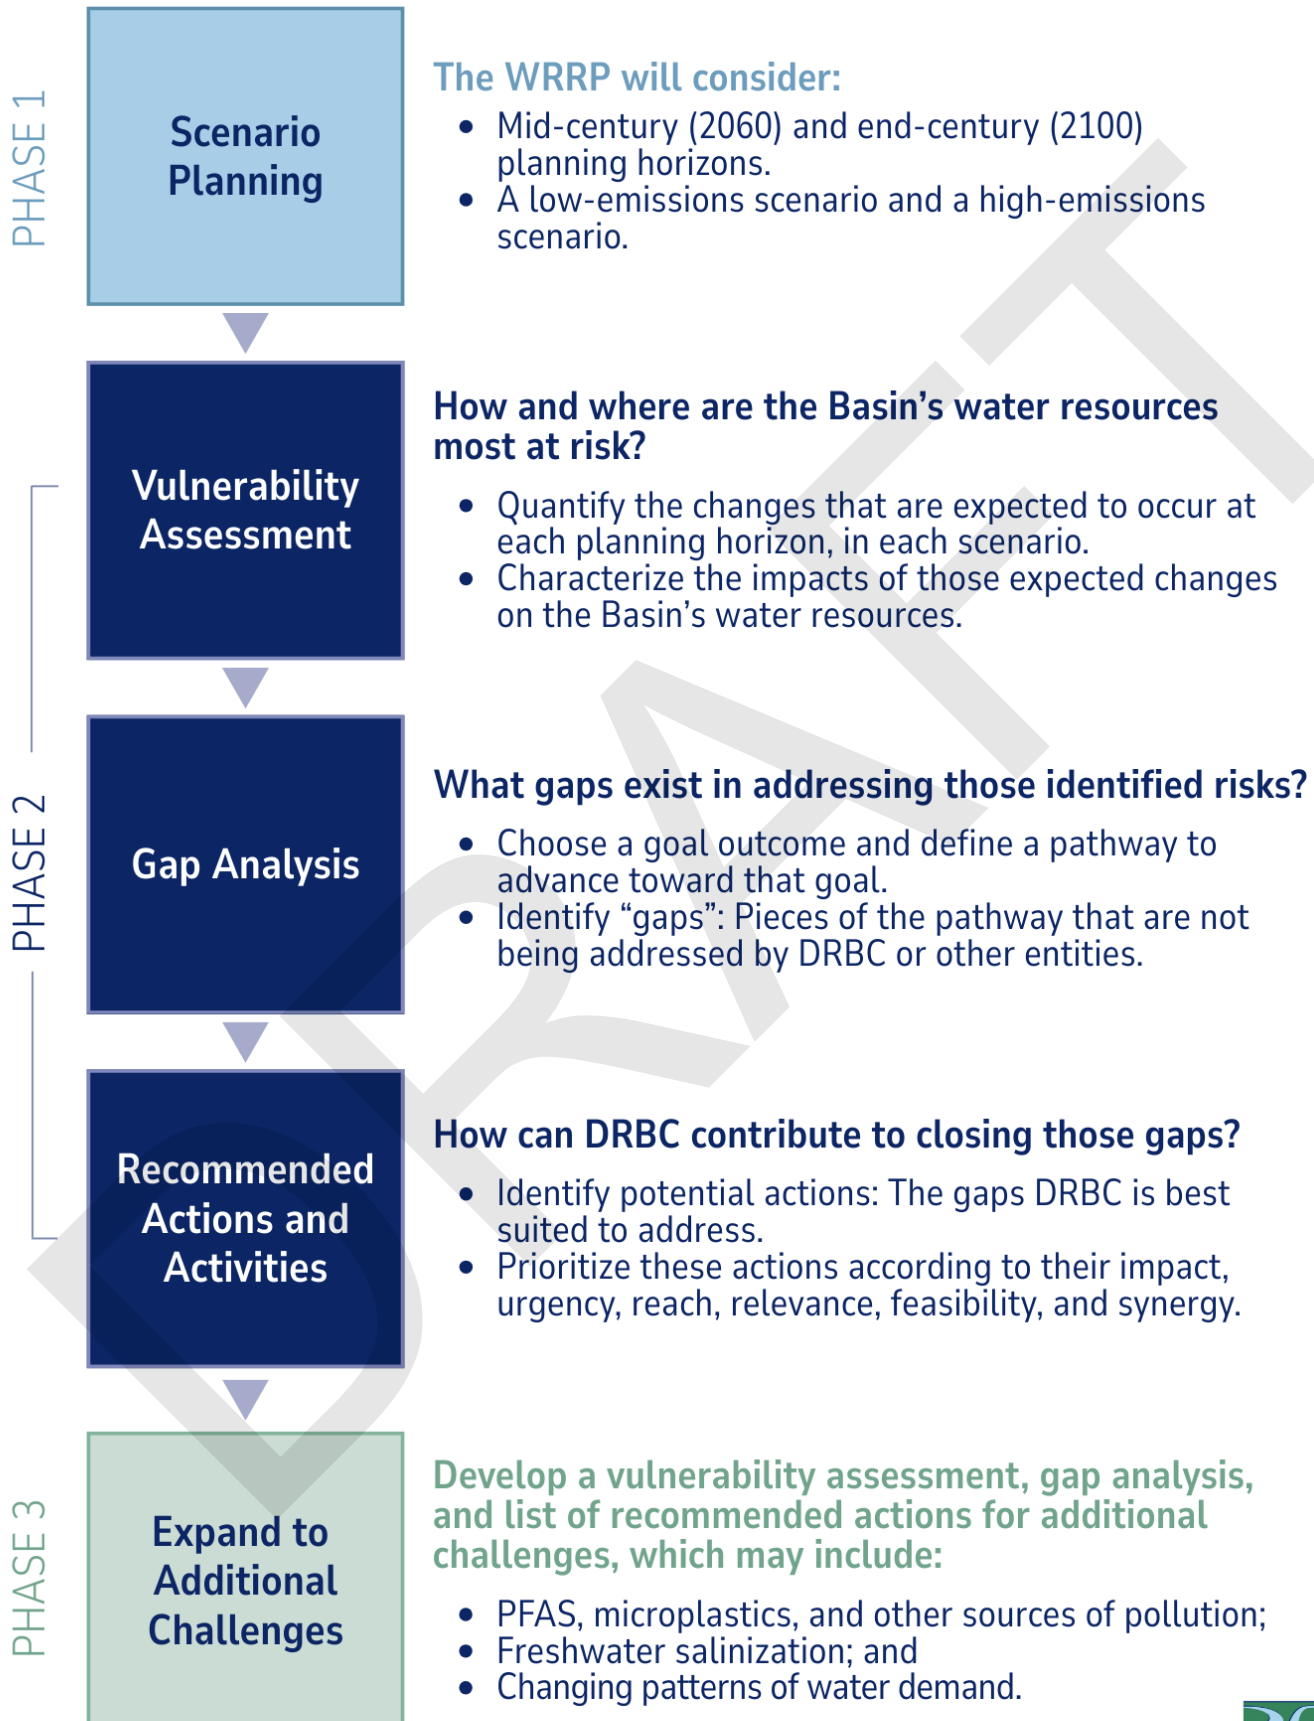 PHASE 1
Scenario
Planning
The WRRP will consider:
• Mid-century (2060) and end-century (2100)
planning horizons.
• A low-emissions scenario and a high-emissions
scenario.
PHASE 2
Vulnerability
Assessment
How and where are the Basin’s water resources
most at risk?
• Quantify the changes that are expected to occur at
each planning horizon, in each scenario.
• Characterize the impacts of those expected changes
on the Basin’s water resources.
Gap Analysis
What gaps exist in addressing those identified risks?
• Choose a goal outcome and define a pathway to
advance toward that goal.
• Identify “gaps”: Pieces of the pathway that are not
being addressed by DRBC or other entities.
Recommended
Actions and
Activities
How can DRBC contribute to closing those gaps?
• Identify potential actions: The gaps DRBC is best
suited to address.
• Prioritize these actions according to their impact,
urgency, reach, relevance, feasibility, and synergy.
PHASE 3
Expand to
Additional
Challenges
Develop a vulnerability assessment, gap analysis,
and list of recommended actions for additional
challenges, which may include:
• PFAS, microplastics, and other sources of pollution;
• Freshwater salinization; and
• Changing patterns of water demand.
DRAFT